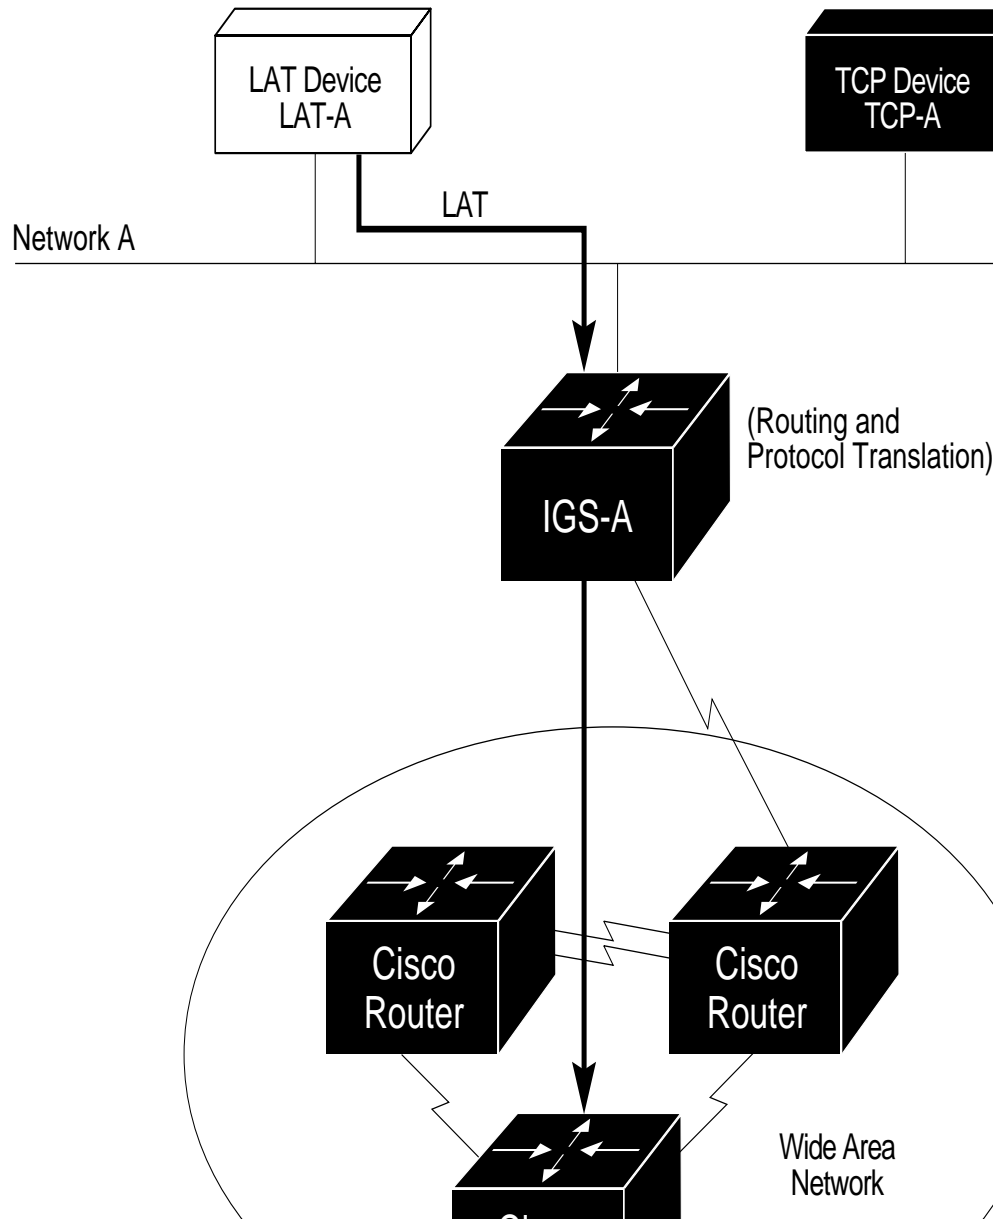 LAT Device
LAT-A
TCP Device
TCP-A
LAT
Network A
(Routing and
Protocol Translation)
IGS-A
Cisco
Router
Cisco
Router
Wide Area
Network